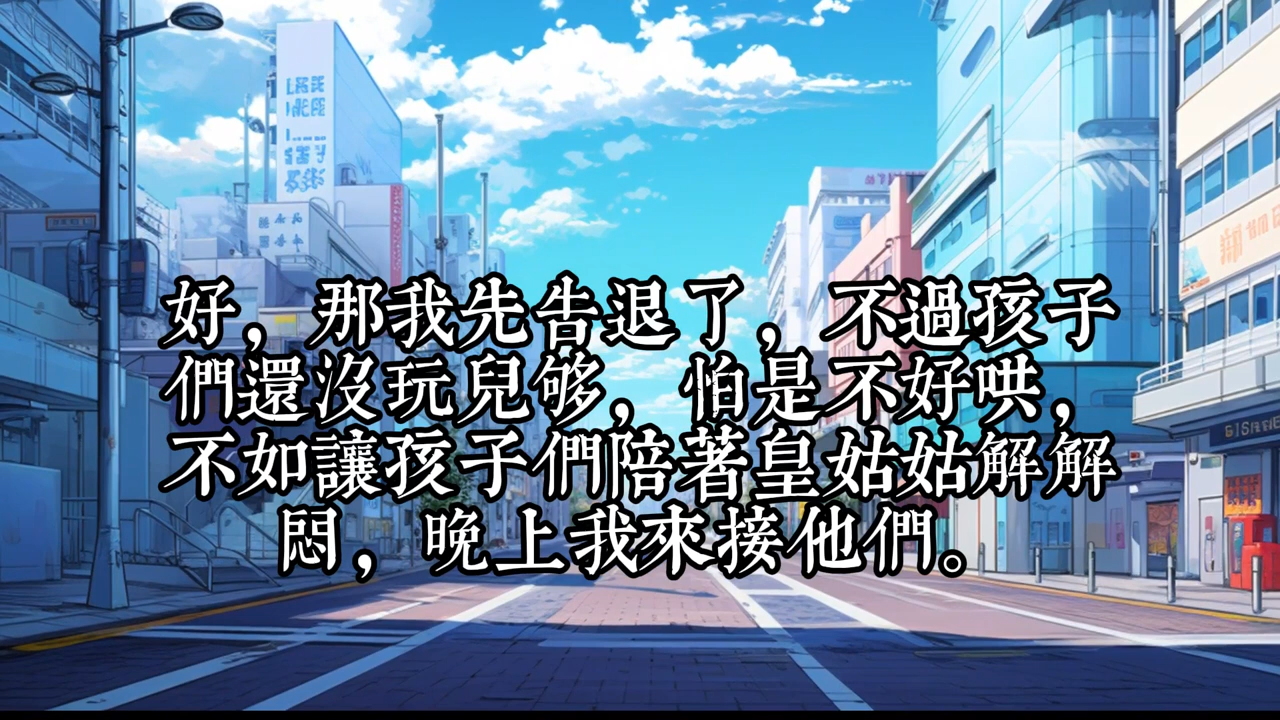 好，那我先告退了，不過孩子
們還沒玩兒够，怕是不好哄，
不如讓孩子們陪著皇姑姑解解
悶，晚上我來接他們。